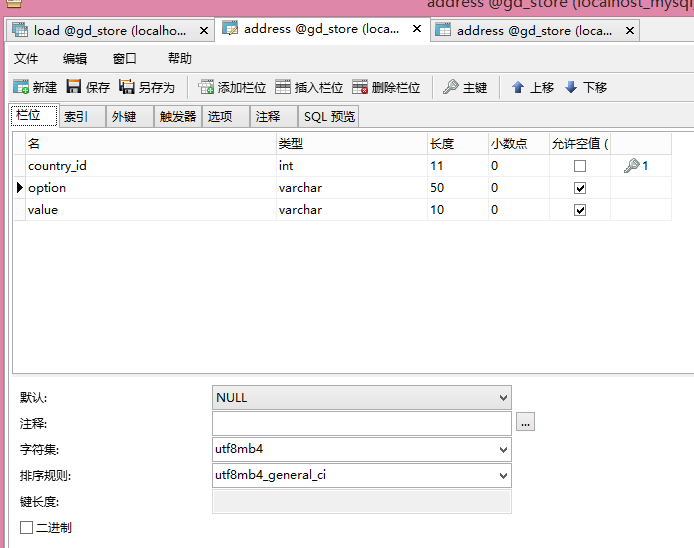 address @gd_store (localhost_mysql
load @gd_store (localho... address @gd_store (loca... address @gd_store (loca...
文件 编辑 窗口 帮助
新建 保存 另存为 添加栏位 插入栏位 删除栏位 主键 上移 下移
栏位 索引 外键 触发器 选项 注释 SQL 预览
名 类型 长度 小数点 允许空值 (
country_id int 11 0 1
option varchar 50 0
value varchar 10 0
默认: NULL
注释: ...
字符集: utf8mb4
排序规则: utf8mb4_general_ci
键长度:
二进制